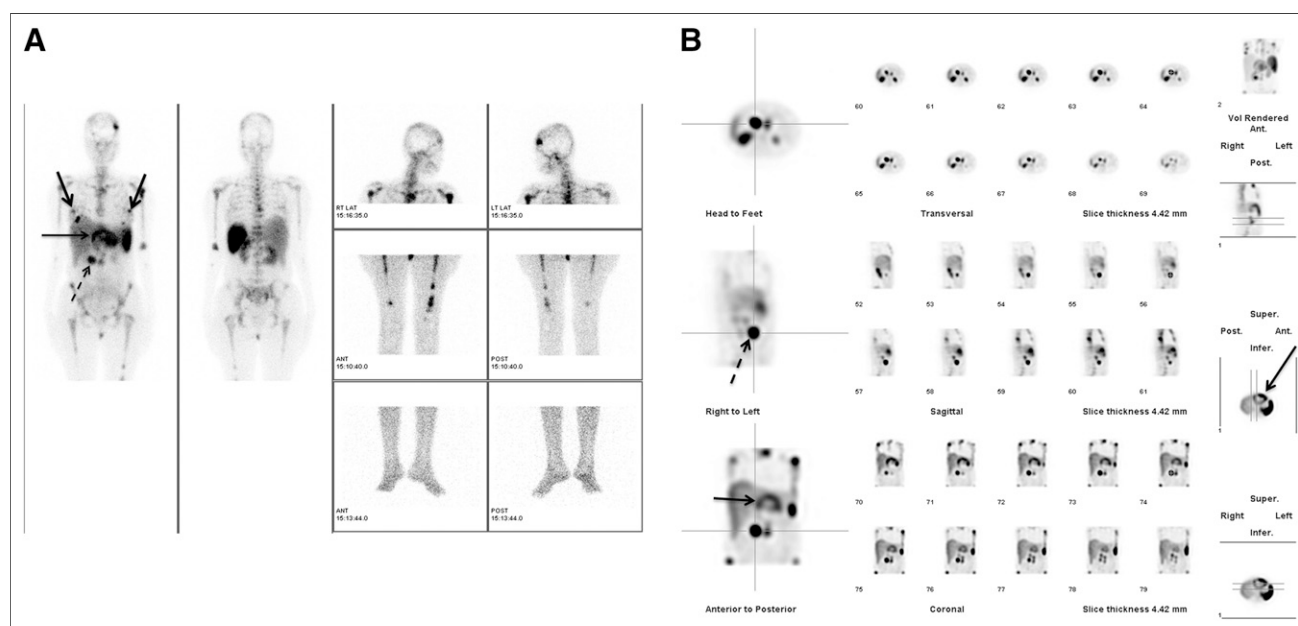 A
RT LAT
15:16:35.0
LT LAT
15:16:35.0
ANT
15:10:40.0
POST
15:10:40.0
ANT
15:13:44.0
POST
15:13:44.0
B
60 61 62 63 64
65 66 67 68 69
Head to Feet Transversal Slice thickness 4.42 mm
52 53 54 55 56
57 58 59 60 61
Right to Left Sagittal Slice thickness 4.42 mm
70 71 72 73 74
75 76 77 78 79
Anterior to Posterior Coronal Slice thickness 4.42 mm
2
Vol Rendered
Ant.
Right Left
Post.
1
Super.
Post. Ant.
Infer.
1
Super.
Right Left
Infer.
1